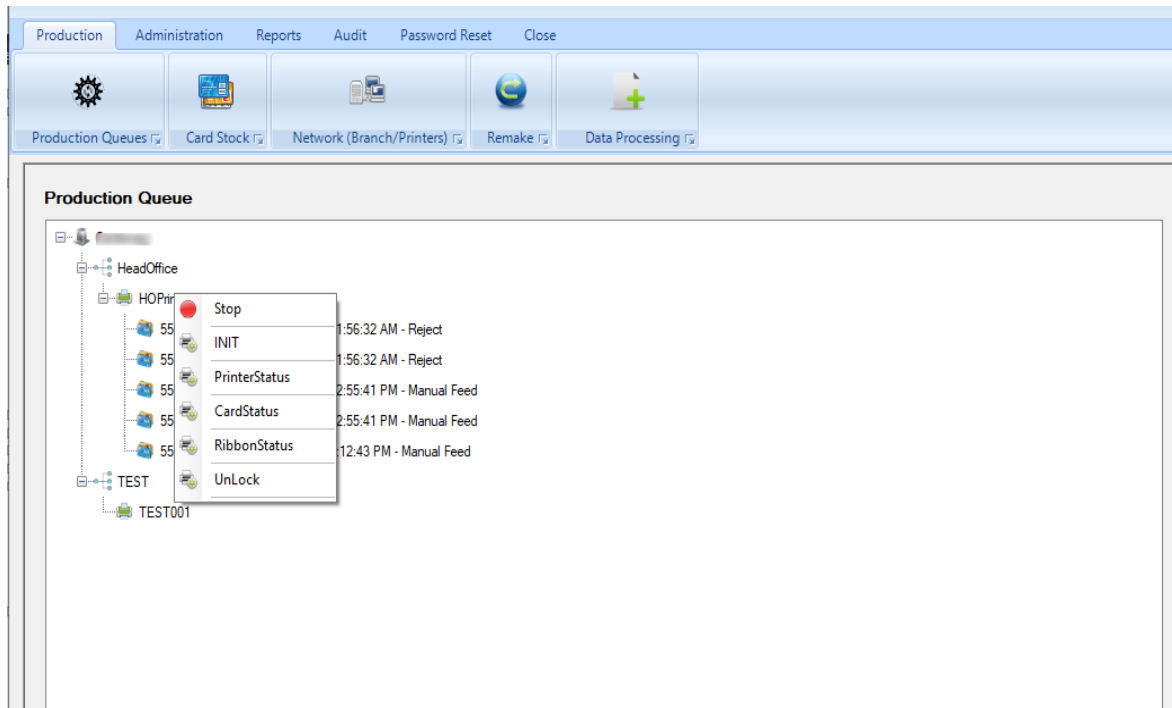 Production Administration Reports Audit Password Reset Close
Production Queues Card Stock Network (Branch/Printers) Remake Data Processing
Production Queue
HeadOffice
HOPrin
Stop
55 1:56:32 AM - Reject
INIT
55 1:56:32 AM - Reject
PrinterStatus
55 2:55:41 PM - Manual Feed
CardStatus
55 2:55:41 PM - Manual Feed
RibbonStatus
55 :12:43 PM - Manual Feed
TEST UnLock
TEST001